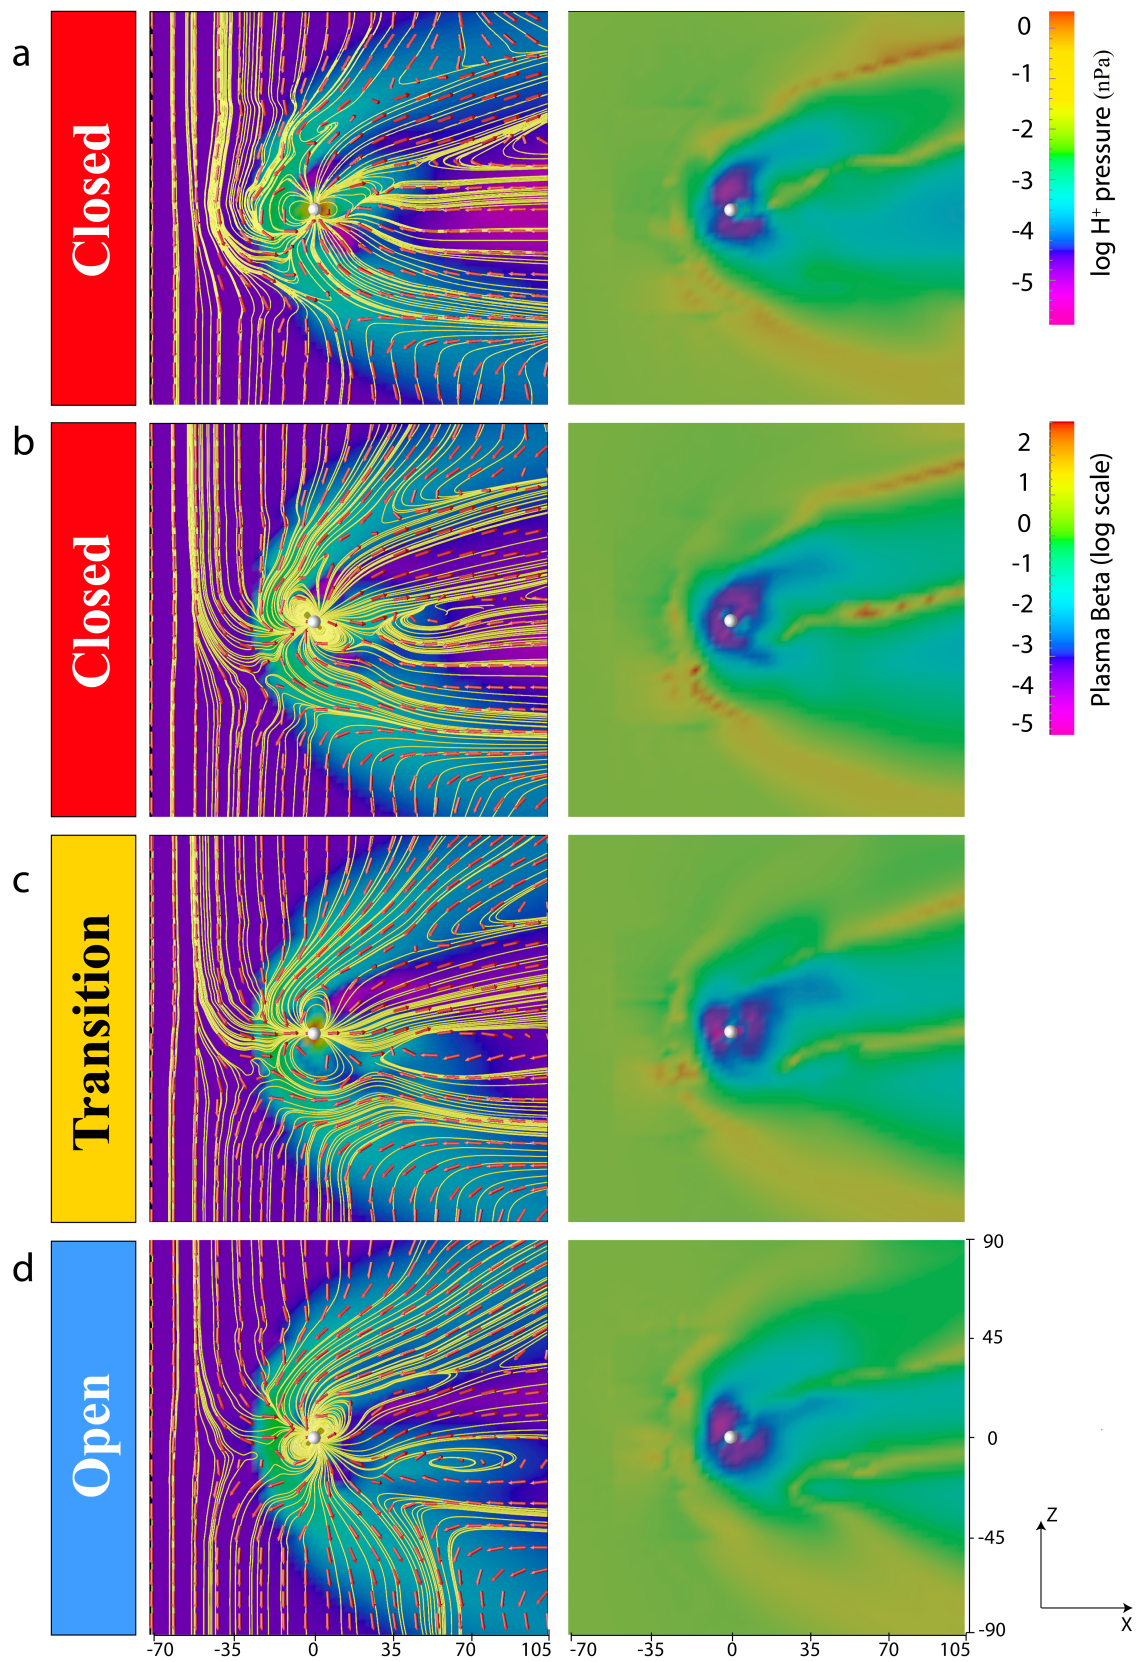 a
Closed
0
-1
-2
-3
-4
-5
log H⁺ pressure (nPa)
b
Closed
2
1
0
-1
-2
-3
-4
-5
Plasma Beta (log scale)
c
Transition
d
Open
90
45
0
-45
-90
Z
X
-70 -35 0 35 70 105
-70 -35 0 35 70 105